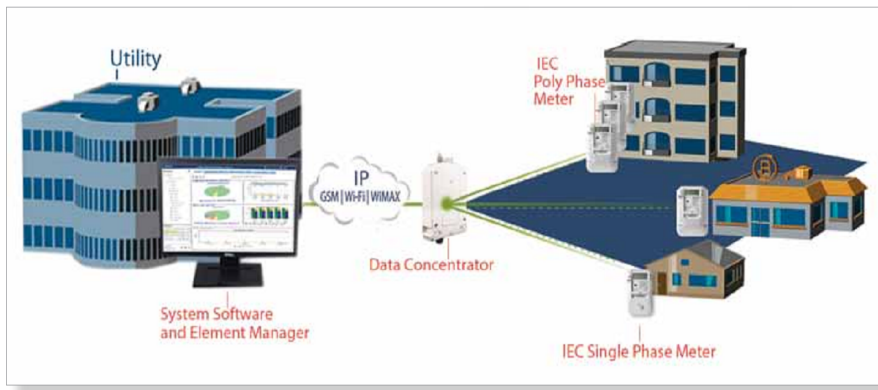 Utility
IEC
Poly Phase
Meter
IP
GSM|Wi-Fi|WiMAX
Data Concentrator
System Software
and Element Manager
IEC Single Phase Meter